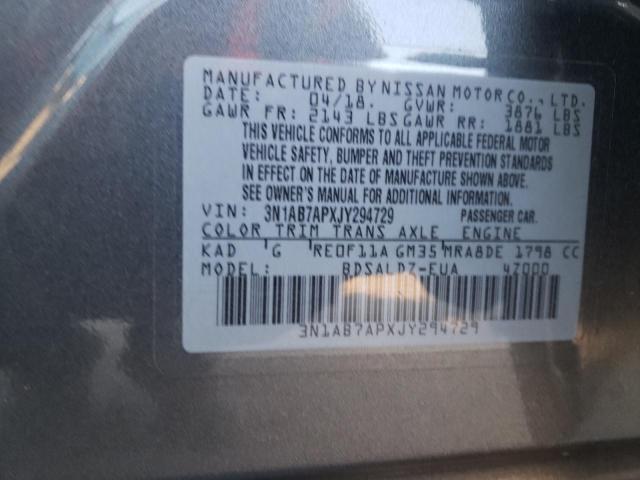 MANUFACTURED BY NISSAN MOTOR CO., LTD.
DATE: 04/18. GVWR: 3876 LBS
GAWR FR: 2143 LBS GAWR RR: 1881 LBS
THIS VEHICLE CONFORMS TO ALL APPLICABLE FEDERAL MOTOR
VEHICLE SAFETY, BUMPER AND THEFT PREVENTION STANDARDS
IN EFFECT ON THE DATE OF MANUFACTURE SHOWN ABOVE.
SEE OWNER'S MANUAL FOR ADDITIONAL INFORMATION.
VIN: 3N1AB7APXJY294729 PASSENGER CAR.
COLOR TRIM TRANS AXLE ENGINE
KAD G RE0F11A GM35 MRA8DE 1798 CC
MODEL: BDSALDZ-EUA 4Z000
3N1AB7APXJY294729